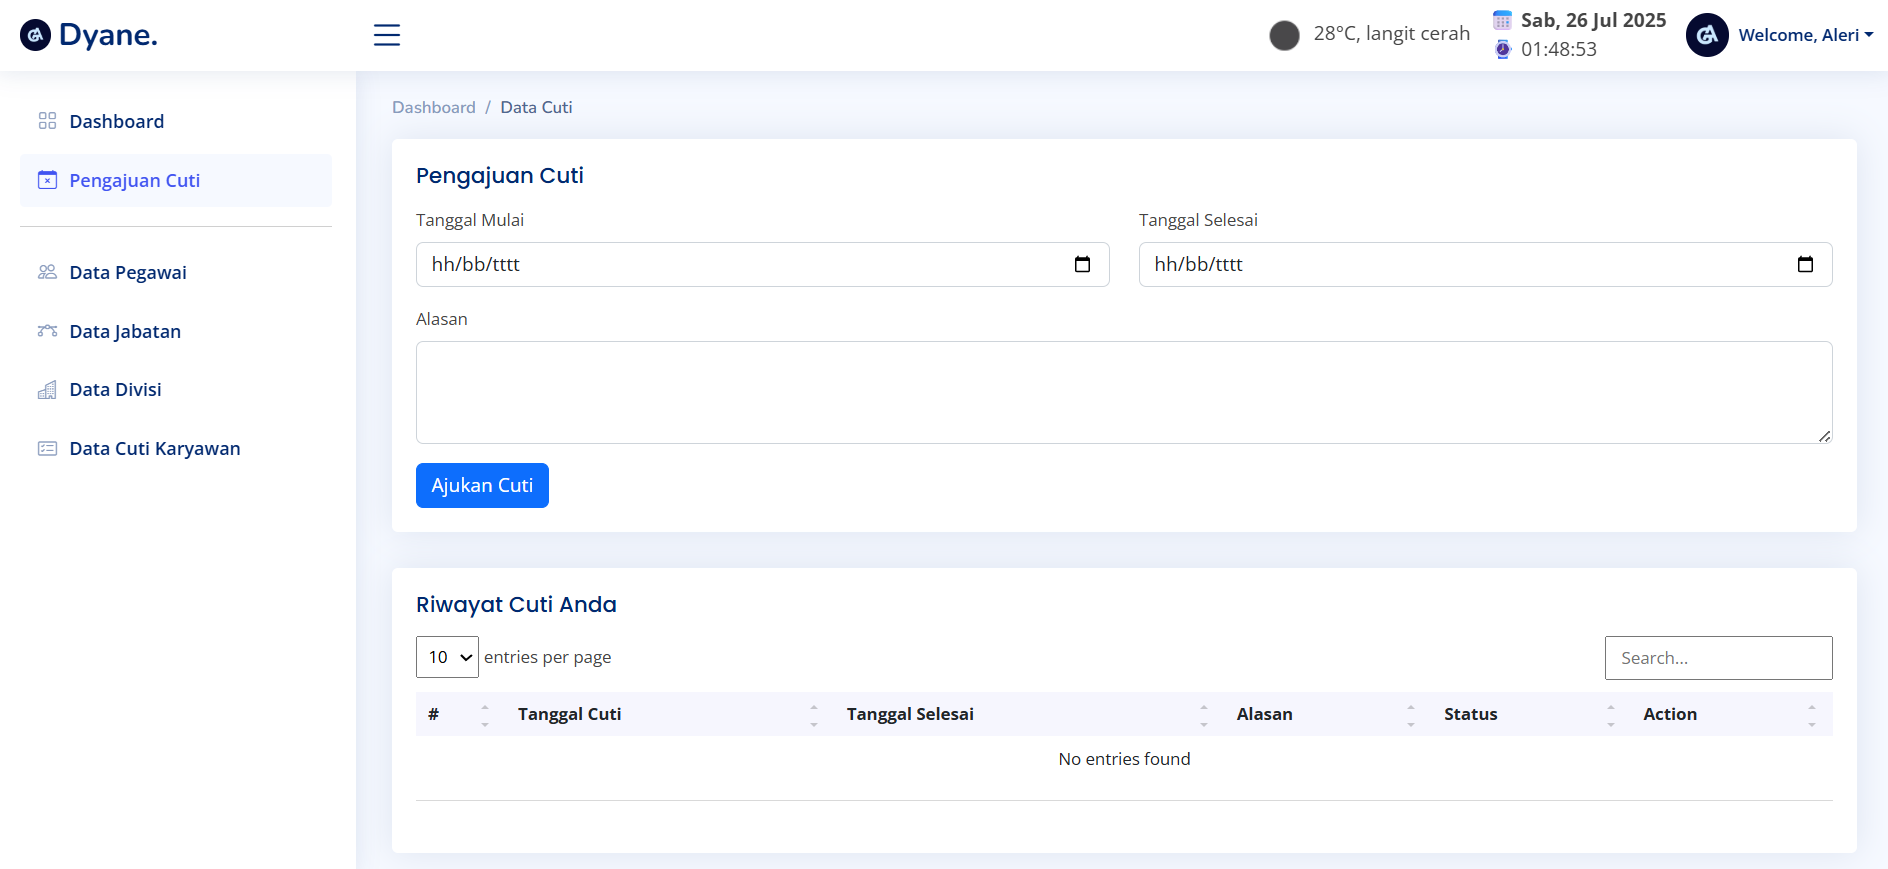 Dyane.
28°C, langit cerah
Sab, 26 Jul 2025
01:48:53
Welcome, Aleri
Dashboard
Pengajuan Cuti
Data Pegawai
Data Jabatan
Data Divisi
Data Cuti Karyawan
Dashboard / Data Cuti
Pengajuan Cuti
Tanggal Mulai
Tanggal Selesai
hh/bb/tttt
hh/bb/tttt
Alasan
Ajukan Cuti
Riwayat Cuti Anda
10 entries per page
Search...
# Tanggal Cuti Tanggal Selesai Alasan Status Action
No entries found